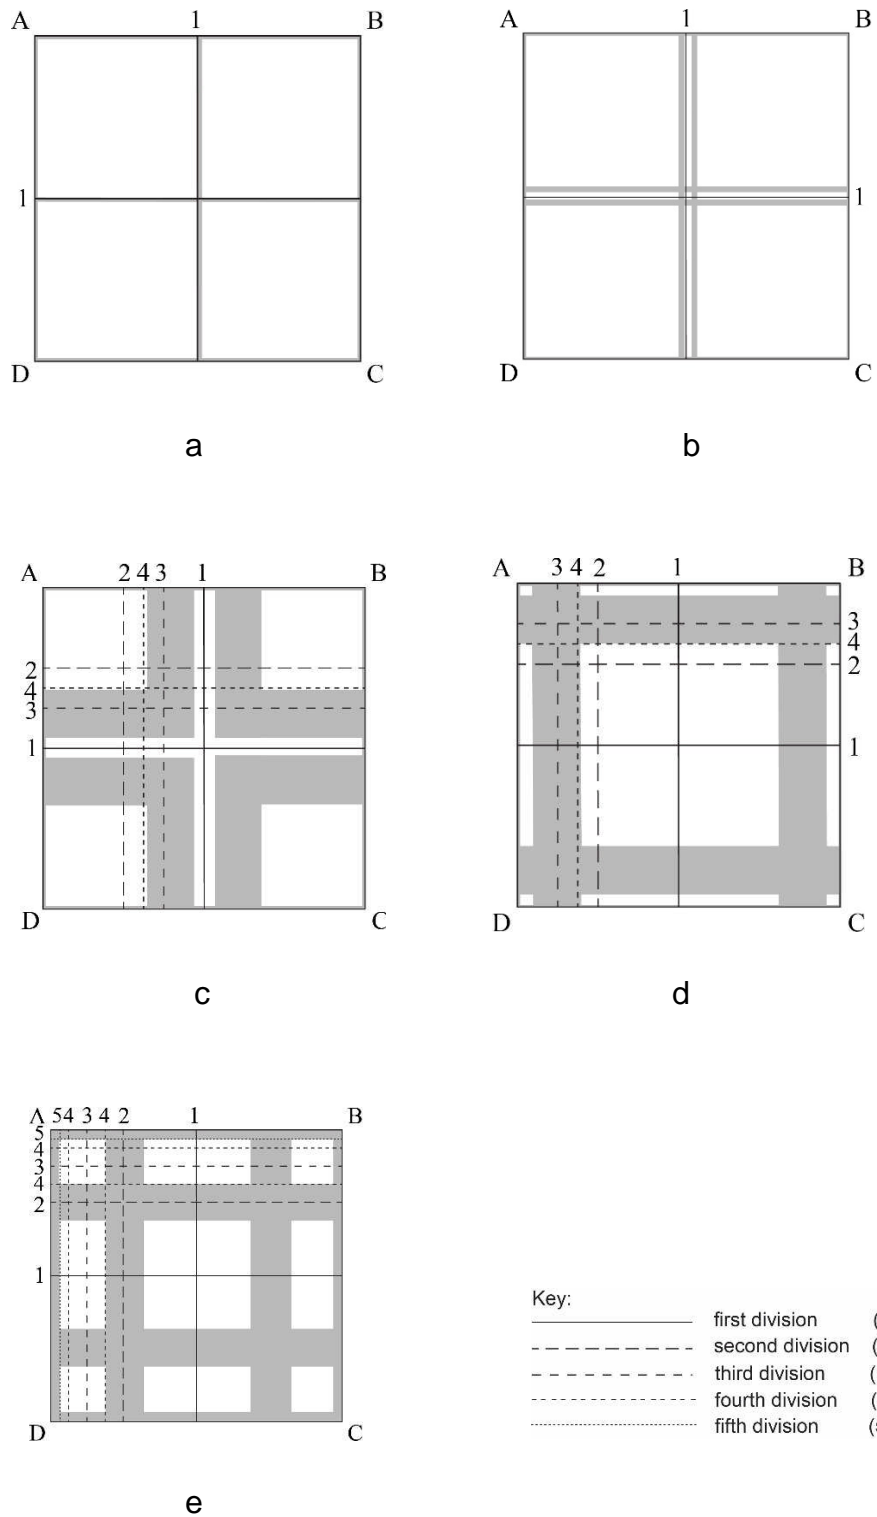 A 1 B
1
D C
a
A 1 B
1
D C
b
A 2 4 3 1 B
2
4
3
1
D C
c
A 3 4 2 1 B
3
4
2
1
D C
d
A 5 4 3 4 2 1 B
5
4
3
4
2
1
D C
e
Key:
first division (
second division (
third division (
fourth division (
fifth division (